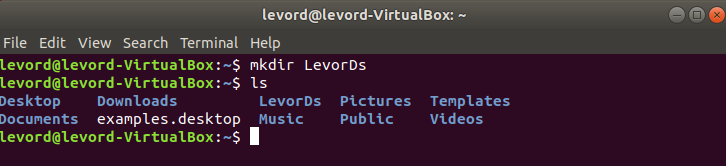 levord@levord-VirtualBox: ~
File Edit View Search Terminal Help
levord@levord-VirtualBox:~$ mkdir LevorDs
levord@levord-VirtualBox:~$ ls
Desktop Downloads LevorDs Pictures Templates
Documents examples.desktop Music Public Videos
levord@levord-VirtualBox:~$